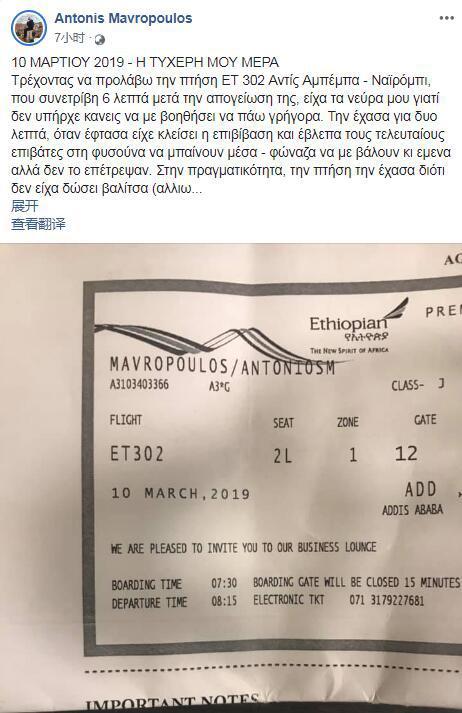 Antonis Mavropoulos
7小时
10 ΜΑΡΤΙΟΥ 2019 - Η ΤΥΧΕΡΗ ΜΟΥ ΜΕΡΑ
Τρέχοντας να προλάβω την πτήση ΕΤ 302 Αντίς Αμπέμπα - Ναϊρόμπι,
που συνετρίβη 6 λεπτά μετά την απογείωση της, είχα τα νεύρα μου γιατί
δεν υπήρχε κανεις να με βοηθήσει να πάω γρήγορα. Την έχασα για δυο
λεπτά, όταν έφτασα είχε κλείσει η επιβίβαση και έβλεπα τους τελευταίους
επιβάτες στη φυσούνα να μπαίνουν μέσα - φώναζα να με βάλουν κι εμενα
αλλά δεν το επέτρεψαν. Στην πραγματικότητα, την πτήση την έχασα διότι
δεν είχα δώσει βαλίτσα (αλλιω...
展开
查看翻译
AG
Ethiopian
የኢትዮጵያ
THE NEW SPIRIT OF AFRICA
PREM
MAVROPOULOS/ANTONIOSM
A3103403366 A3*G CLASS- J
FLIGHT SEAT ZONE GATE
ET302 2L 1 12
10 MARCH,2019 ADD
ADDIS ABABA
WE ARE PLEASED TO INVITE YOU TO OUR BUSINESS LOUNGE
BOARDING TIME 07:30 BOARDING GATE WILL BE CLOSED 15 MINUTES
DEPARTURE TIME 08:15 ELECTRONIC TKT 071 3179227681
IMPORTANT NOTES